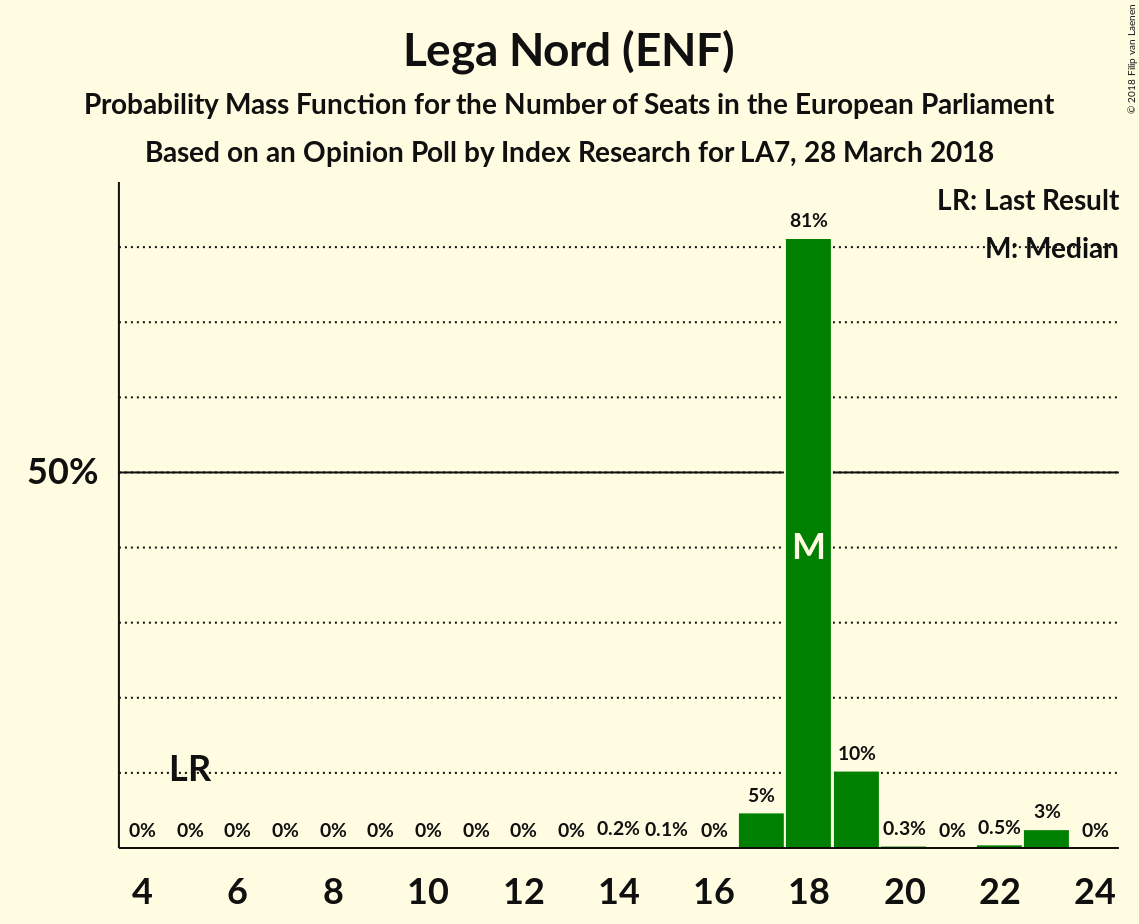 Lega Nord (ENF)
Probability Mass Function for the Number of Seats in the European Parliament
Based on an Opinion Poll by Index Research for LA7, 28 March 2018
© 2018 Filip van Laenen
LR: Last Result
M: Median
81%
50%
M
LR
10%
5%
3%
0% 0% 0% 0% 0% 0% 0% 0% 0% 0% 0.2% 0.1% 0% 0.3% 0% 0.5% 0%
4 6 8 10 12 14 16 18 20 22 24